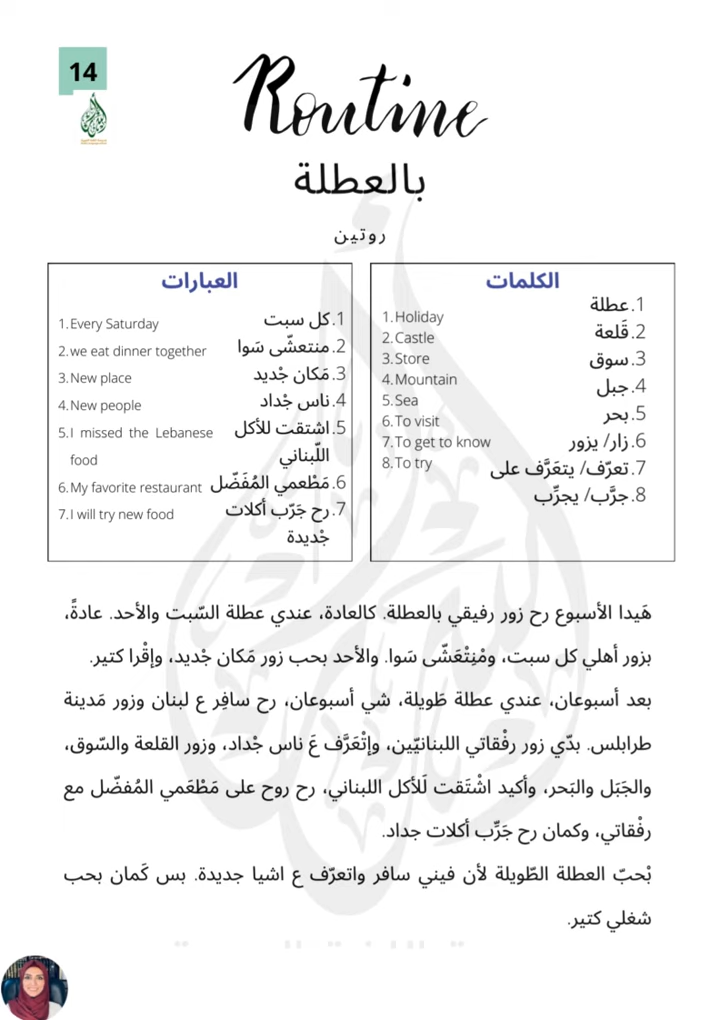 14
Routine
بالعطلة
روتين
الكلمات
1. عطلة
2. قَلعة
3. سوق
4. جبل
5. بحر
6. زار/ يزور
7. تعرّف/ يتعَرَّف على
8. جرَّب/ يجرِّب
1. Holiday
2. Castle
3. Store
4. Mountain
5. Sea
6. To visit
7. To get to know
8. To try
العبارات
1. كل سبت
2. منتعشّى سَوا
3. مَكان جْديد
4. ناس جْداد
5. اشتقت للأكل
اللّبناني
6. مَطْعمي المُفَضّل
7. رح جَرّب أكلات
جْديدة
1. Every Saturday
2. we eat dinner together
3. New place
4. New people
5. I missed the Lebanese
food
6. My favorite restaurant
7. I will try new food
هَيدا الأسبوع رح زور رفيقي بالعطلة. كالعادة، عندي عطلة السّبت والأحد. عادةً،
بزور أهلي كل سبت، ومْنِتْعَشّى سَوا. والأحد بحب زور مَكان جْديد، وإقْرا كتير.
بعد أسبوعان، عندي عطلة طَويلة، شي أسبوعان، رح سافِر ع لبنان وزور مَدينة
طرابلس. بدّي زور رفْقاتي اللبنانيّين، وإتْعَرَّف عَ ناس جْداد، وزور القلعة والسّوق،
والجَبَل والبَحر، وأكيد اشْتَقت لَلأكل اللبناني، رح روح على مَطْعَمي المُفضّل مع
رفْقاتي، وكمان رح جَرِّب أكلات جداد.
بْحبّ العطلة الطّويلة لأن فيني سافر واتعرّف ع اشيا جديدة. بس كَمان بحب
شغلي كتير.